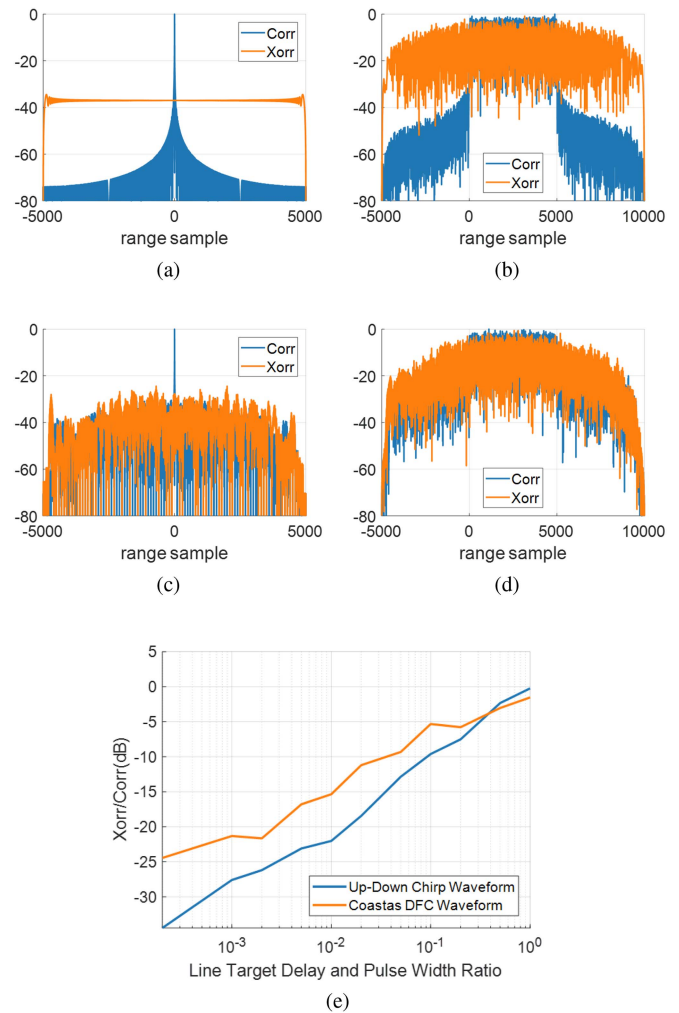 0
-20
-40
-60
-80
Corr
Xorr
-5000 0 5000
range sample
(a)
0
-20
-40
-60
-80
Corr
Xorr
-5000 0 5000 10000
range sample
(b)
0
-20
-40
-60
-80
Corr
Xorr
-5000 0 5000
range sample
(c)
0
-20
-40
-60
-80
Corr
Xorr
-5000 0 5000 10000
range sample
(d)
Xorr/Corr(dB)
5
0
-5
-10
-15
-20
-25
-30
Up-Down Chirp Waveform
Coastas DFC Waveform
10-3 10-2 10-1 100
Line Target Delay and Pulse Width Ratio
(e)